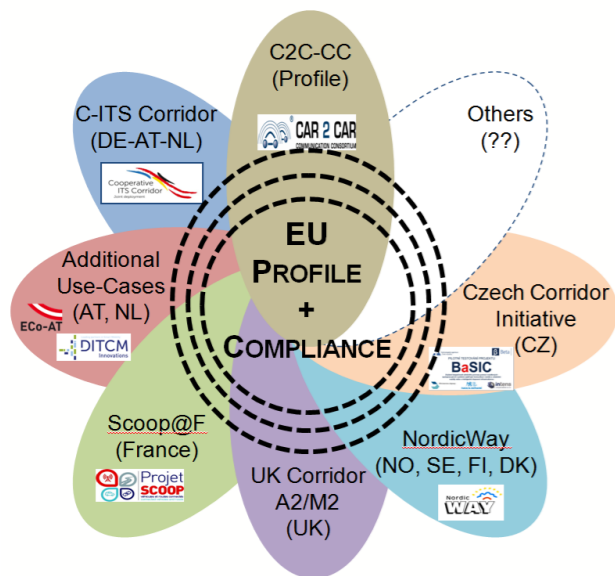 C2C-CC
(Profile)
CAR 2 CAR
COMMUNICATION CONSORTIUM
C-ITS Corridor
(DE-AT-NL)
Cooperative
ITS Corridor
Joint deployment
Others
(??)
EU
PROFILE
+
COMPLIANCE
Additional
Use-Cases
(AT, NL)
ECo-AT
DITCM
Innovations
Czech Corridor
Initiative
(CZ)
BaSIC
Scoop@F
(France)
Projet
SCOOP
UK Corridor
A2/M2
(UK)
NordicWay
(NO, SE, FI, DK)
Nordic
WAY